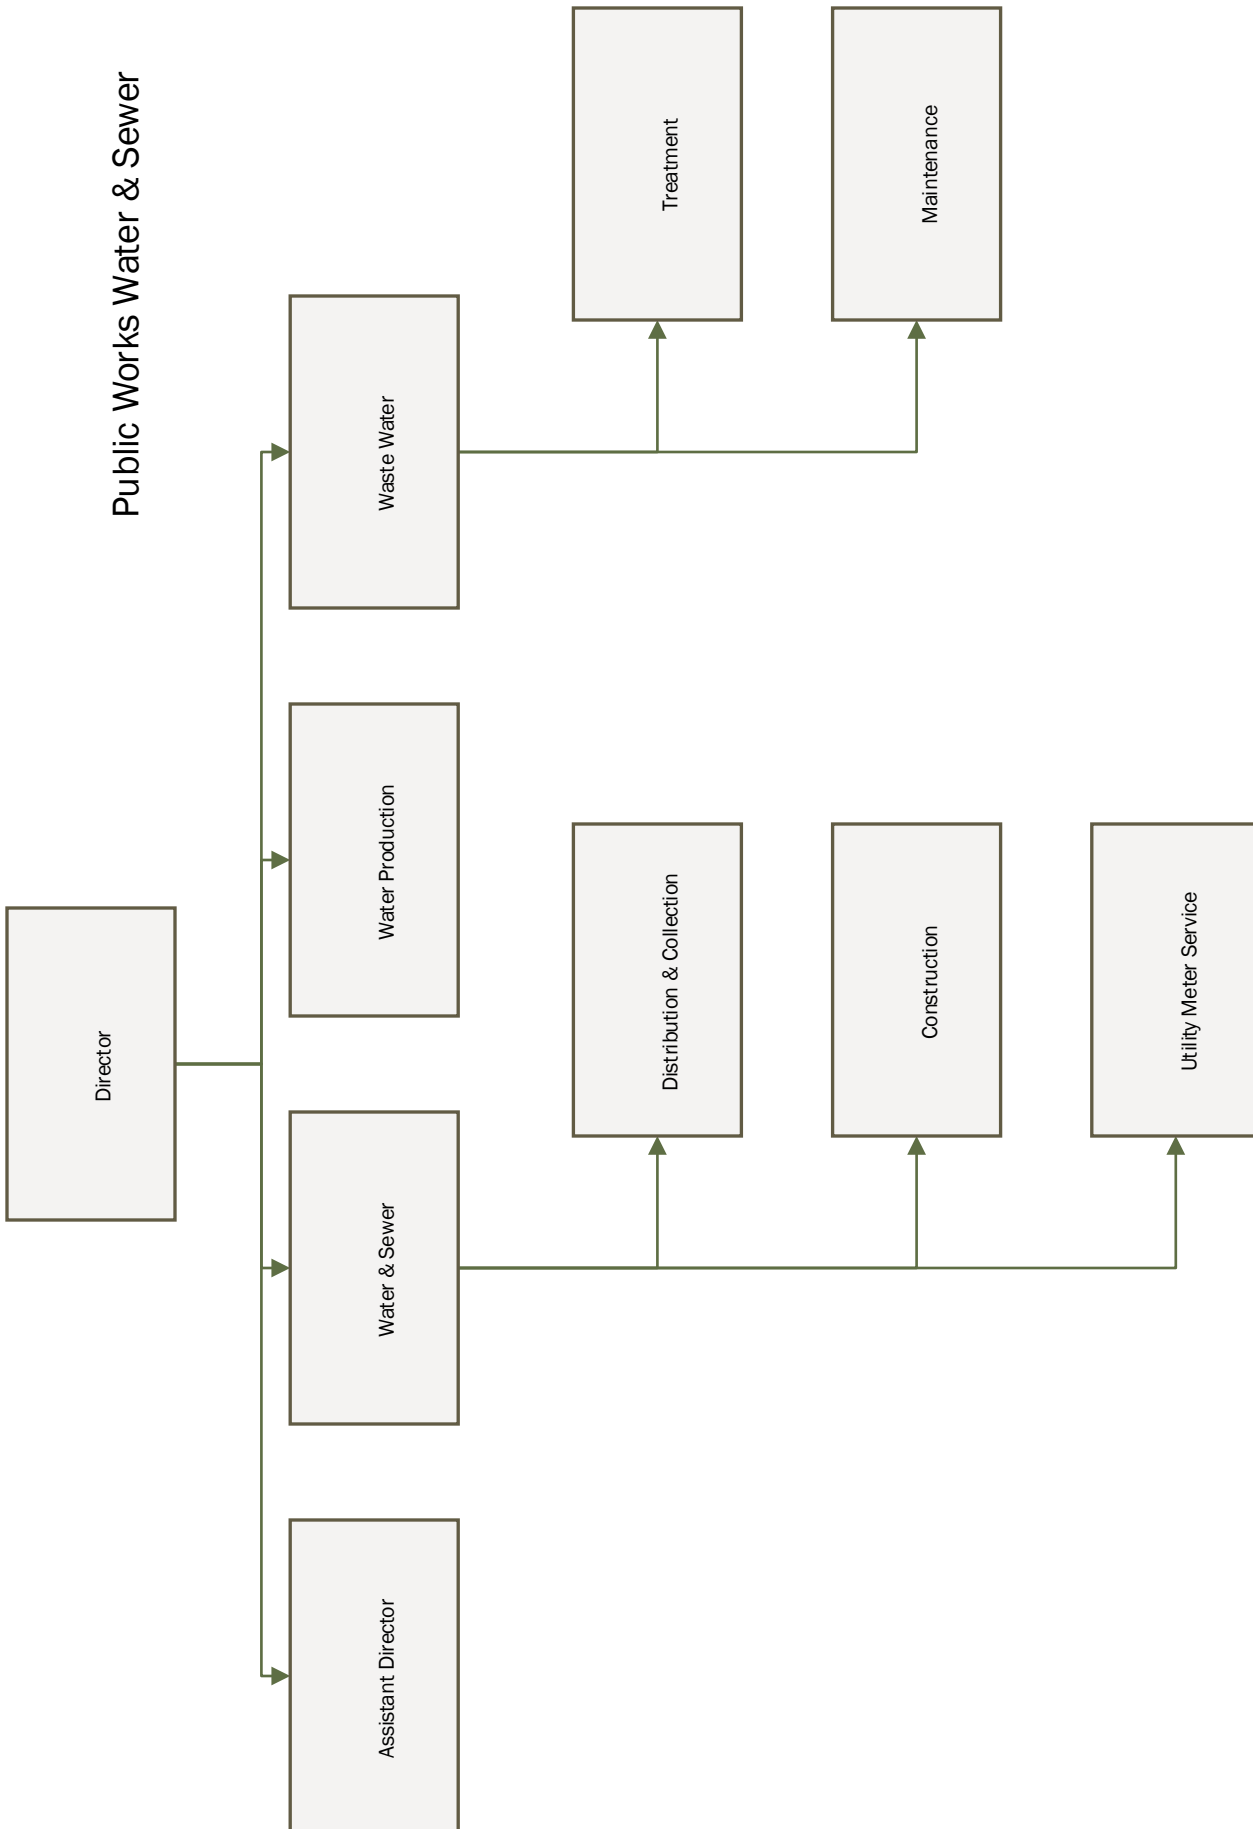 Public Works Water & Sewer
Director
Assistant Director
Water & Sewer
Water Production
Waste Water
Distribution & Collection
Treatment
Construction
Maintenance
Utility Meter Service